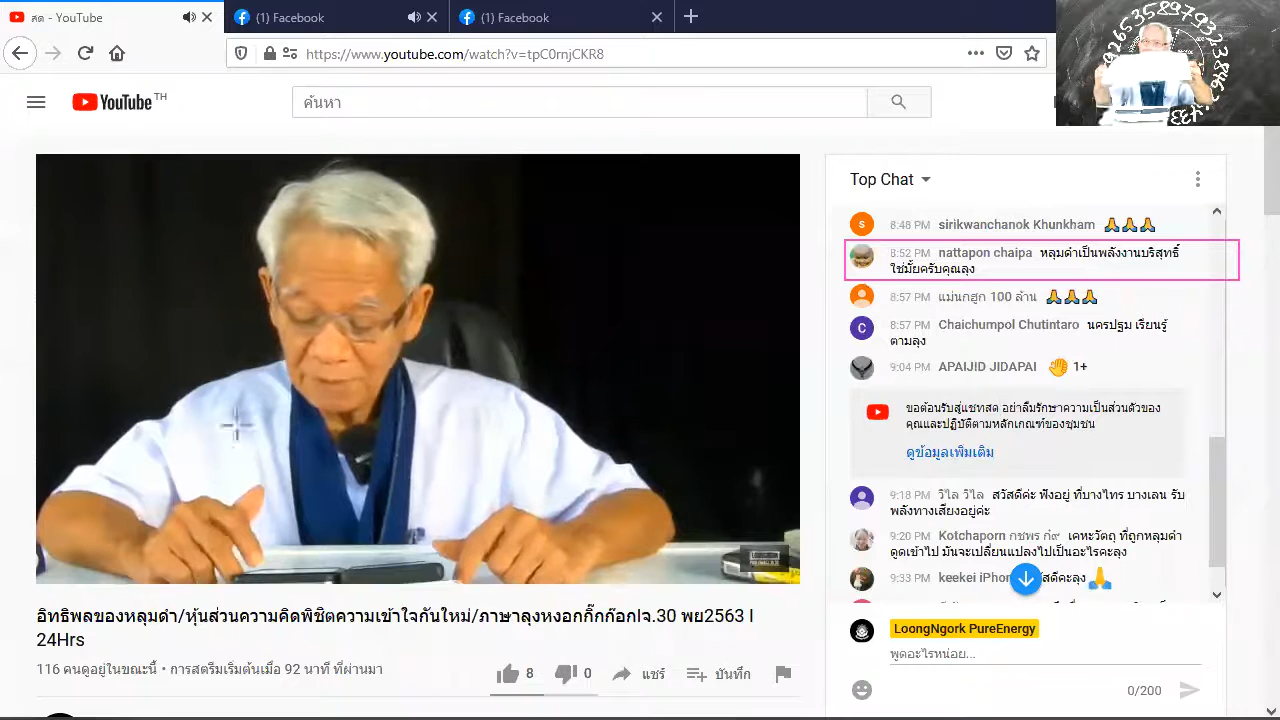 สด - YouTube
(1) Facebook
(1) Facebook
https://www.youtube.com/watch?v=tpC0rnjCKR8
YouTube TH
ค้นหา
Top Chat
8:48 PM sirikwanchanok Khunkham
8:52 PM nattapon chaipa หลุมดำเป็นพลังงานบริสุทธิ์
ใช่มั้ยครับคุณลุง
8:57 PM แม่นกฮูก 100 ล้าน
8:57 PM Chaichumpol Chutintaro นครปฐม เรียนรู้
ตามลุง
9:04 PM APAIJID JIDAPAI 1+
ขอต้อนรับสู่แชทสด อย่าลืมรักษาความเป็นส่วนตัวของ
คุณและปฏิบัติตามหลักเกณฑ์ของชุมชน
ดูข้อมูลเพิ่มเติม
9:18 PM วิไล วิไล สวัสดีค่ะ ฟังอยู่ ที่บางไทร บางเลน รับ
พลังทางเสียงอยู่ค่ะ
9:20 PM Kotchaporn กชพร ก๋ศ เคหะวัตถุ ที่ถูกหลุมดำ
ดูดเข้าไป มันจะเปลี่ยนแปลงไปเป็นอะไรคะลุง
9:33 PM keekei iPhon สดีคะลุง
LoongNgork PureEnergy
พูดอะไรหน่อย...
0/200
อิทธิพลของหลุมดำ/หุ้นส่วนความคิดพิชิตความเข้าใจกันใหม่/ภาษาลุงหงอกกิ๊กก๊อกIจ.30 พย2563 I
24Hrs
116 คนดูอยู่ในขณะนี้ • การสตรีมเริ่มต้นเมื่อ 92 นาที ที่ผ่านมา
8 0 แชร์ บันทึก